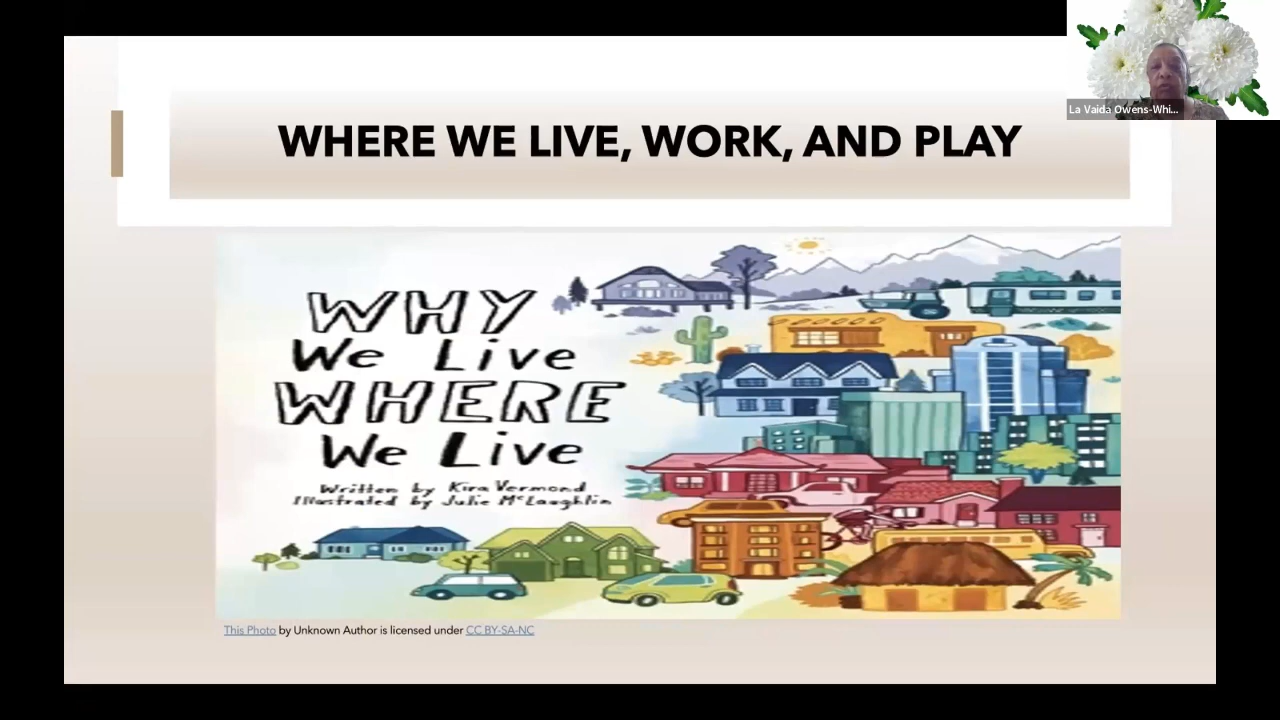 La Vaida Owens-Whi...
WHERE WE LIVE, WORK, AND PLAY
WHY
We Live
WHERE
We Live
Written by Kira Vermond
Illustrated by Julie McLaughlin
This Photo by Unknown Author is licensed under CC BY-SA-NC